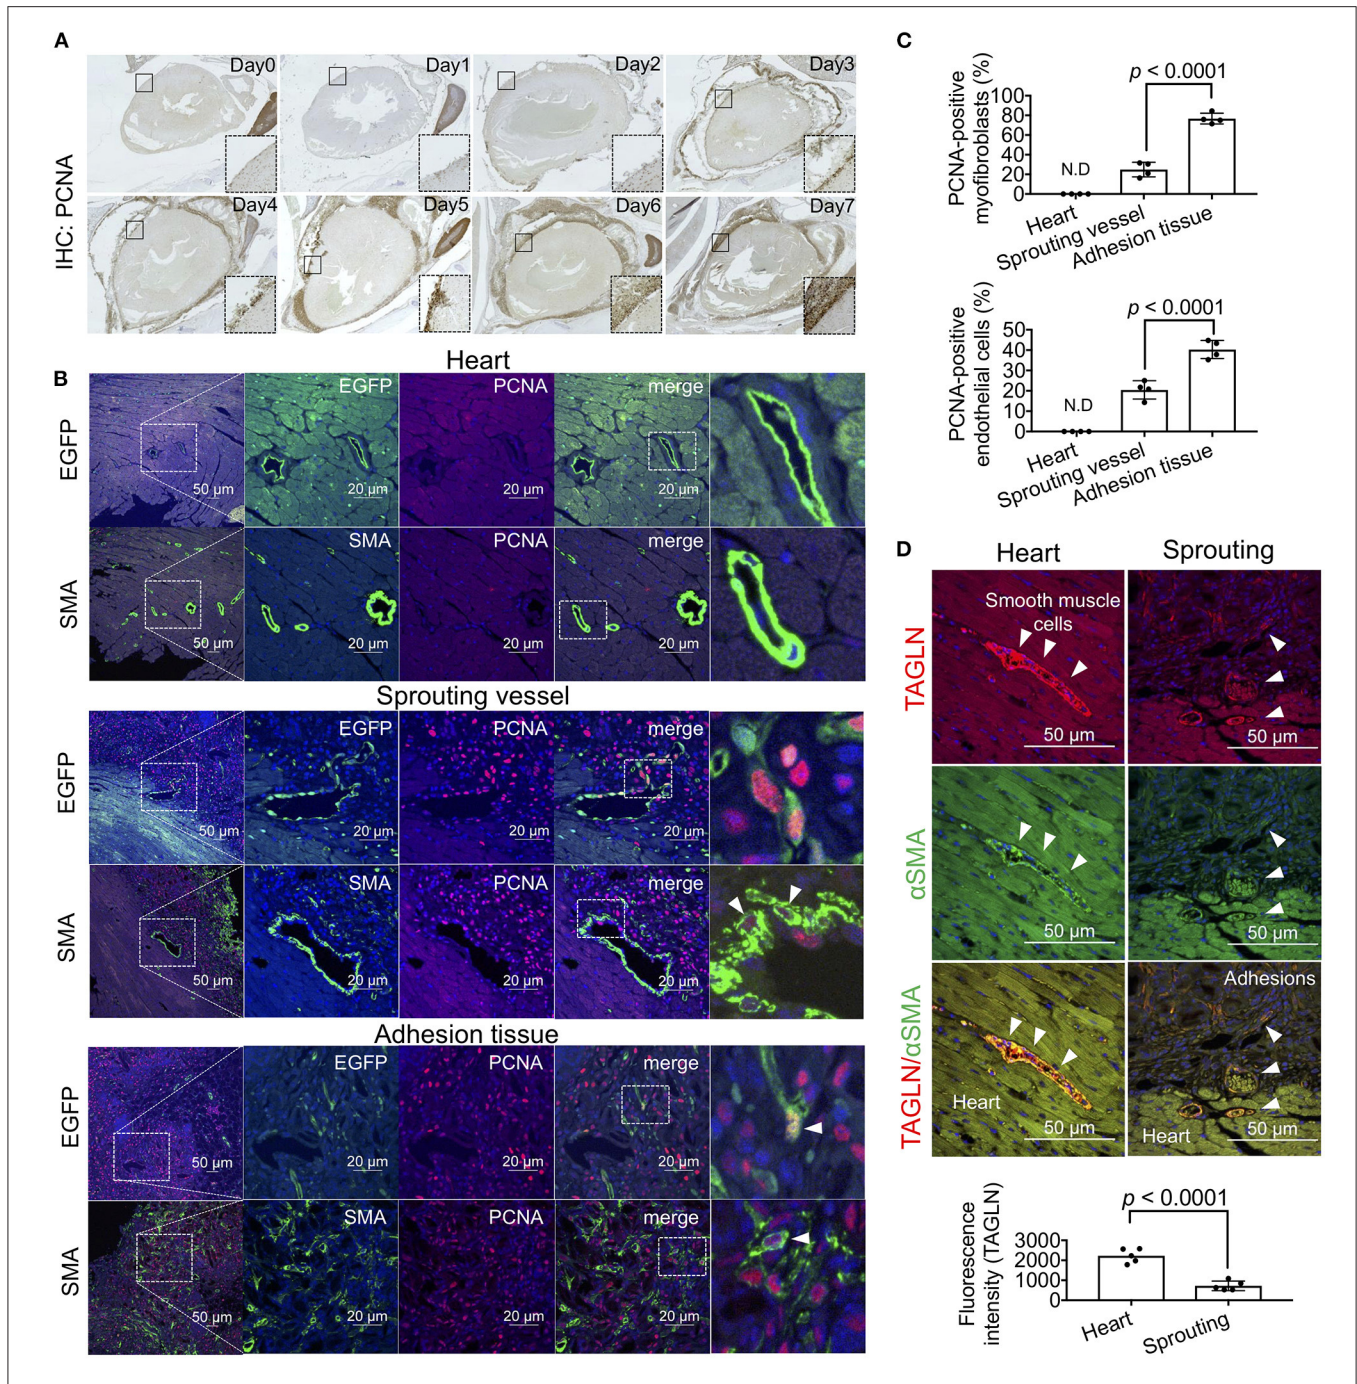 A
Day0
Day1
Day2
Day3
IHC: PCNA
Day4
Day5
Day6
Day7
B
Heart
EGFP
50 µm
EGFP
20 µm
PCNA
20 µm
merge
20 µm
SMA
50 µm
SMA
20 µm
PCNA
20 µm
merge
20 µm
Sprouting vessel
EGFP
50 µm
EGFP
20 µm
PCNA
20 µm
merge
20 µm
SMA
50 µm
SMA
20 µm
PCNA
20 µm
merge
20 µm
Adhesion tissue
EGFP
50 µm
EGFP
20 µm
PCNA
20 µm
merge
20 µm
SMA
50 µm
SMA
20 µm
PCNA
20 µm
merge
20 µm
C
PCNA-positive
myofibroblasts (%)
p < 0.0001
100
80
60
40
20
0
N.D
Heart
Sprouting vessel
Adhesion tissue
PCNA-positive
endothelial cells (%)
p < 0.0001
50
40
30
20
10
0
N.D
Heart
Sprouting vessel
Adhesion tissue
D
Heart
Sprouting
TAGLN
Smooth muscle
cells
50 µm
50 µm
αSMA
50 µm
50 µm
TAGLN/αSMA
Heart
50 µm
Adhesions
Heart
50 µm
Fluorescence
intensity (TAGLN)
p < 0.0001
3000
2000
1000
0
Heart
Sprouting